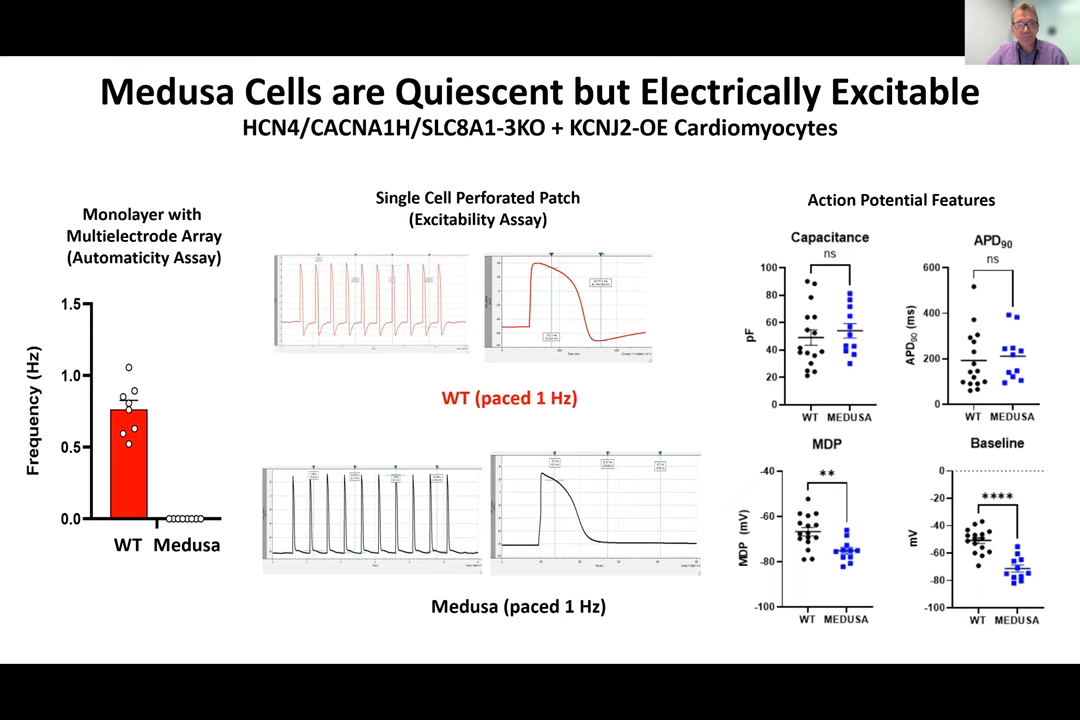 Medusa Cells are Quiescent but Electrically Excitable
HCN4/CACNA1H/SLC8A1-3KO + KCNJ2-OE Cardiomyocytes
Monolayer with
Multielectrode Array
(Automaticity Assay)
Frequency (Hz)
1.5
1.0
0.5
0.0
WT
Medusa
Single Cell Perforated Patch
(Excitability Assay)
WT (paced 1 Hz)
Medusa (paced 1 Hz)
Action Potential Features
Capacitance
ns
pF
100
80
60
40
20
0
WT
MEDUSA
APD90
ns
APD90 (ms)
600
400
200
0
WT
MEDUSA
MDP
**
MDP (mV)
-40
-60
-80
-100
WT
MEDUSA
Baseline
****
mV
0
-20
-40
-60
-80
-100
WT
MEDUSA